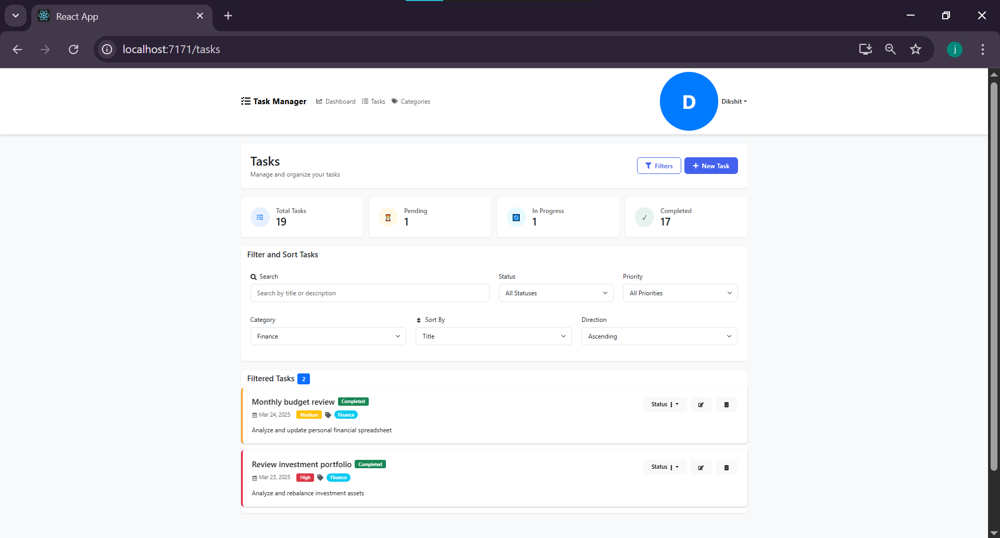 React App
localhost:7171/tasks
j
Task Manager Dashboard Tasks Categories
D Dikshit
Tasks
Manage and organize your tasks
Filters New Task
Total Tasks
19
Pending
1
In Progress
1
Completed
17
Filter and Sort Tasks
Search
Search by title or description
Status
All Statuses
Priority
All Priorities
Category
Finance
Sort By
Title
Direction
Ascending
Filtered Tasks 2
Monthly budget review Completed
Mar 24, 2025 Medium Finance
Analyze and update personal financial spreadsheet
Status
Review investment portfolio Completed
Mar 23, 2025 High Finance
Analyze and rebalance investment assets
Status